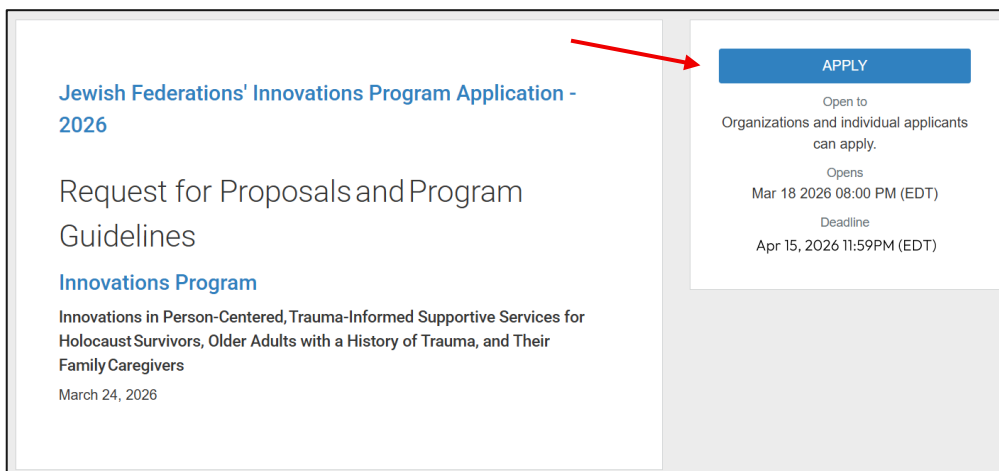 Jewish Federations' Innovations Program Application -
2026
Request for Proposals and Program
Guidelines
Innovations Program
Innovations in Person-Centered, Trauma-Informed Supportive Services for
Holocaust Survivors, Older Adults with a History of Trauma, and Their
Family Caregivers
March 24, 2026
APPLY
Open to
Organizations and individual applicants
can apply.
Opens
Mar 18 2026 08:00 PM (EDT)
Deadline
Apr 15, 2026 11:59PM (EDT)